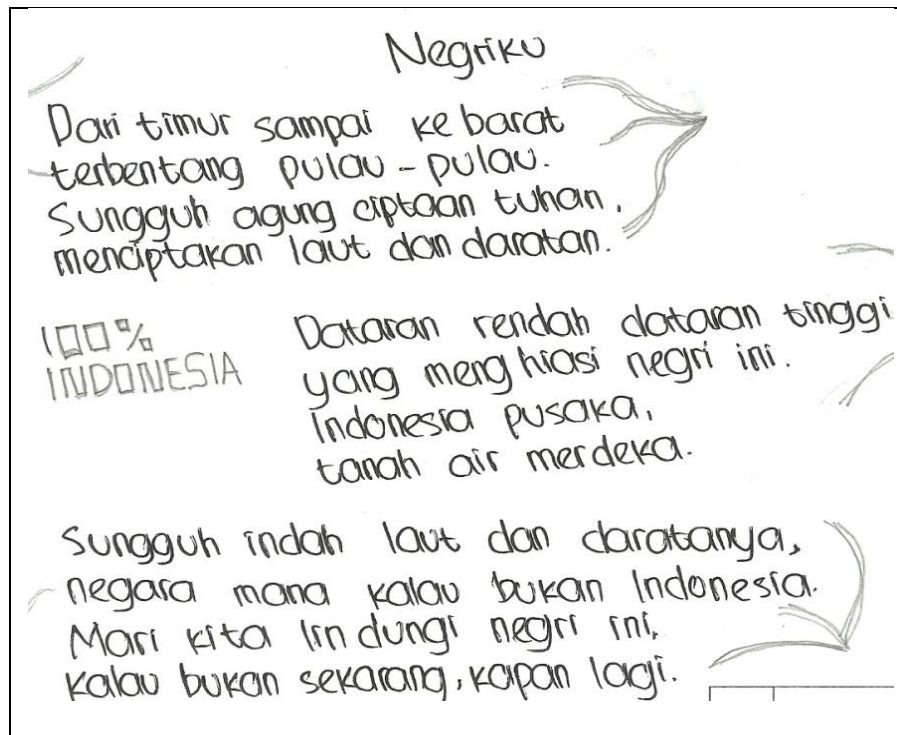 Negriku
Dari timur sampai ke barat
terbentang pulau-pulau.
Sungguh agung ciptaan tuhan,
menciptakan laut dan daratan.
100%
INDONESIA
Dataran rendah dataran tinggi
yang menghiasi negri ini.
Indonesia pusaka,
tanah air merdeka.
Sungguh indah laut dan daratanya,
negara mana kalau bukan Indonesia.
Mari kita lindungi negri ini,
kalau bukan sekarang, kapan lagi.